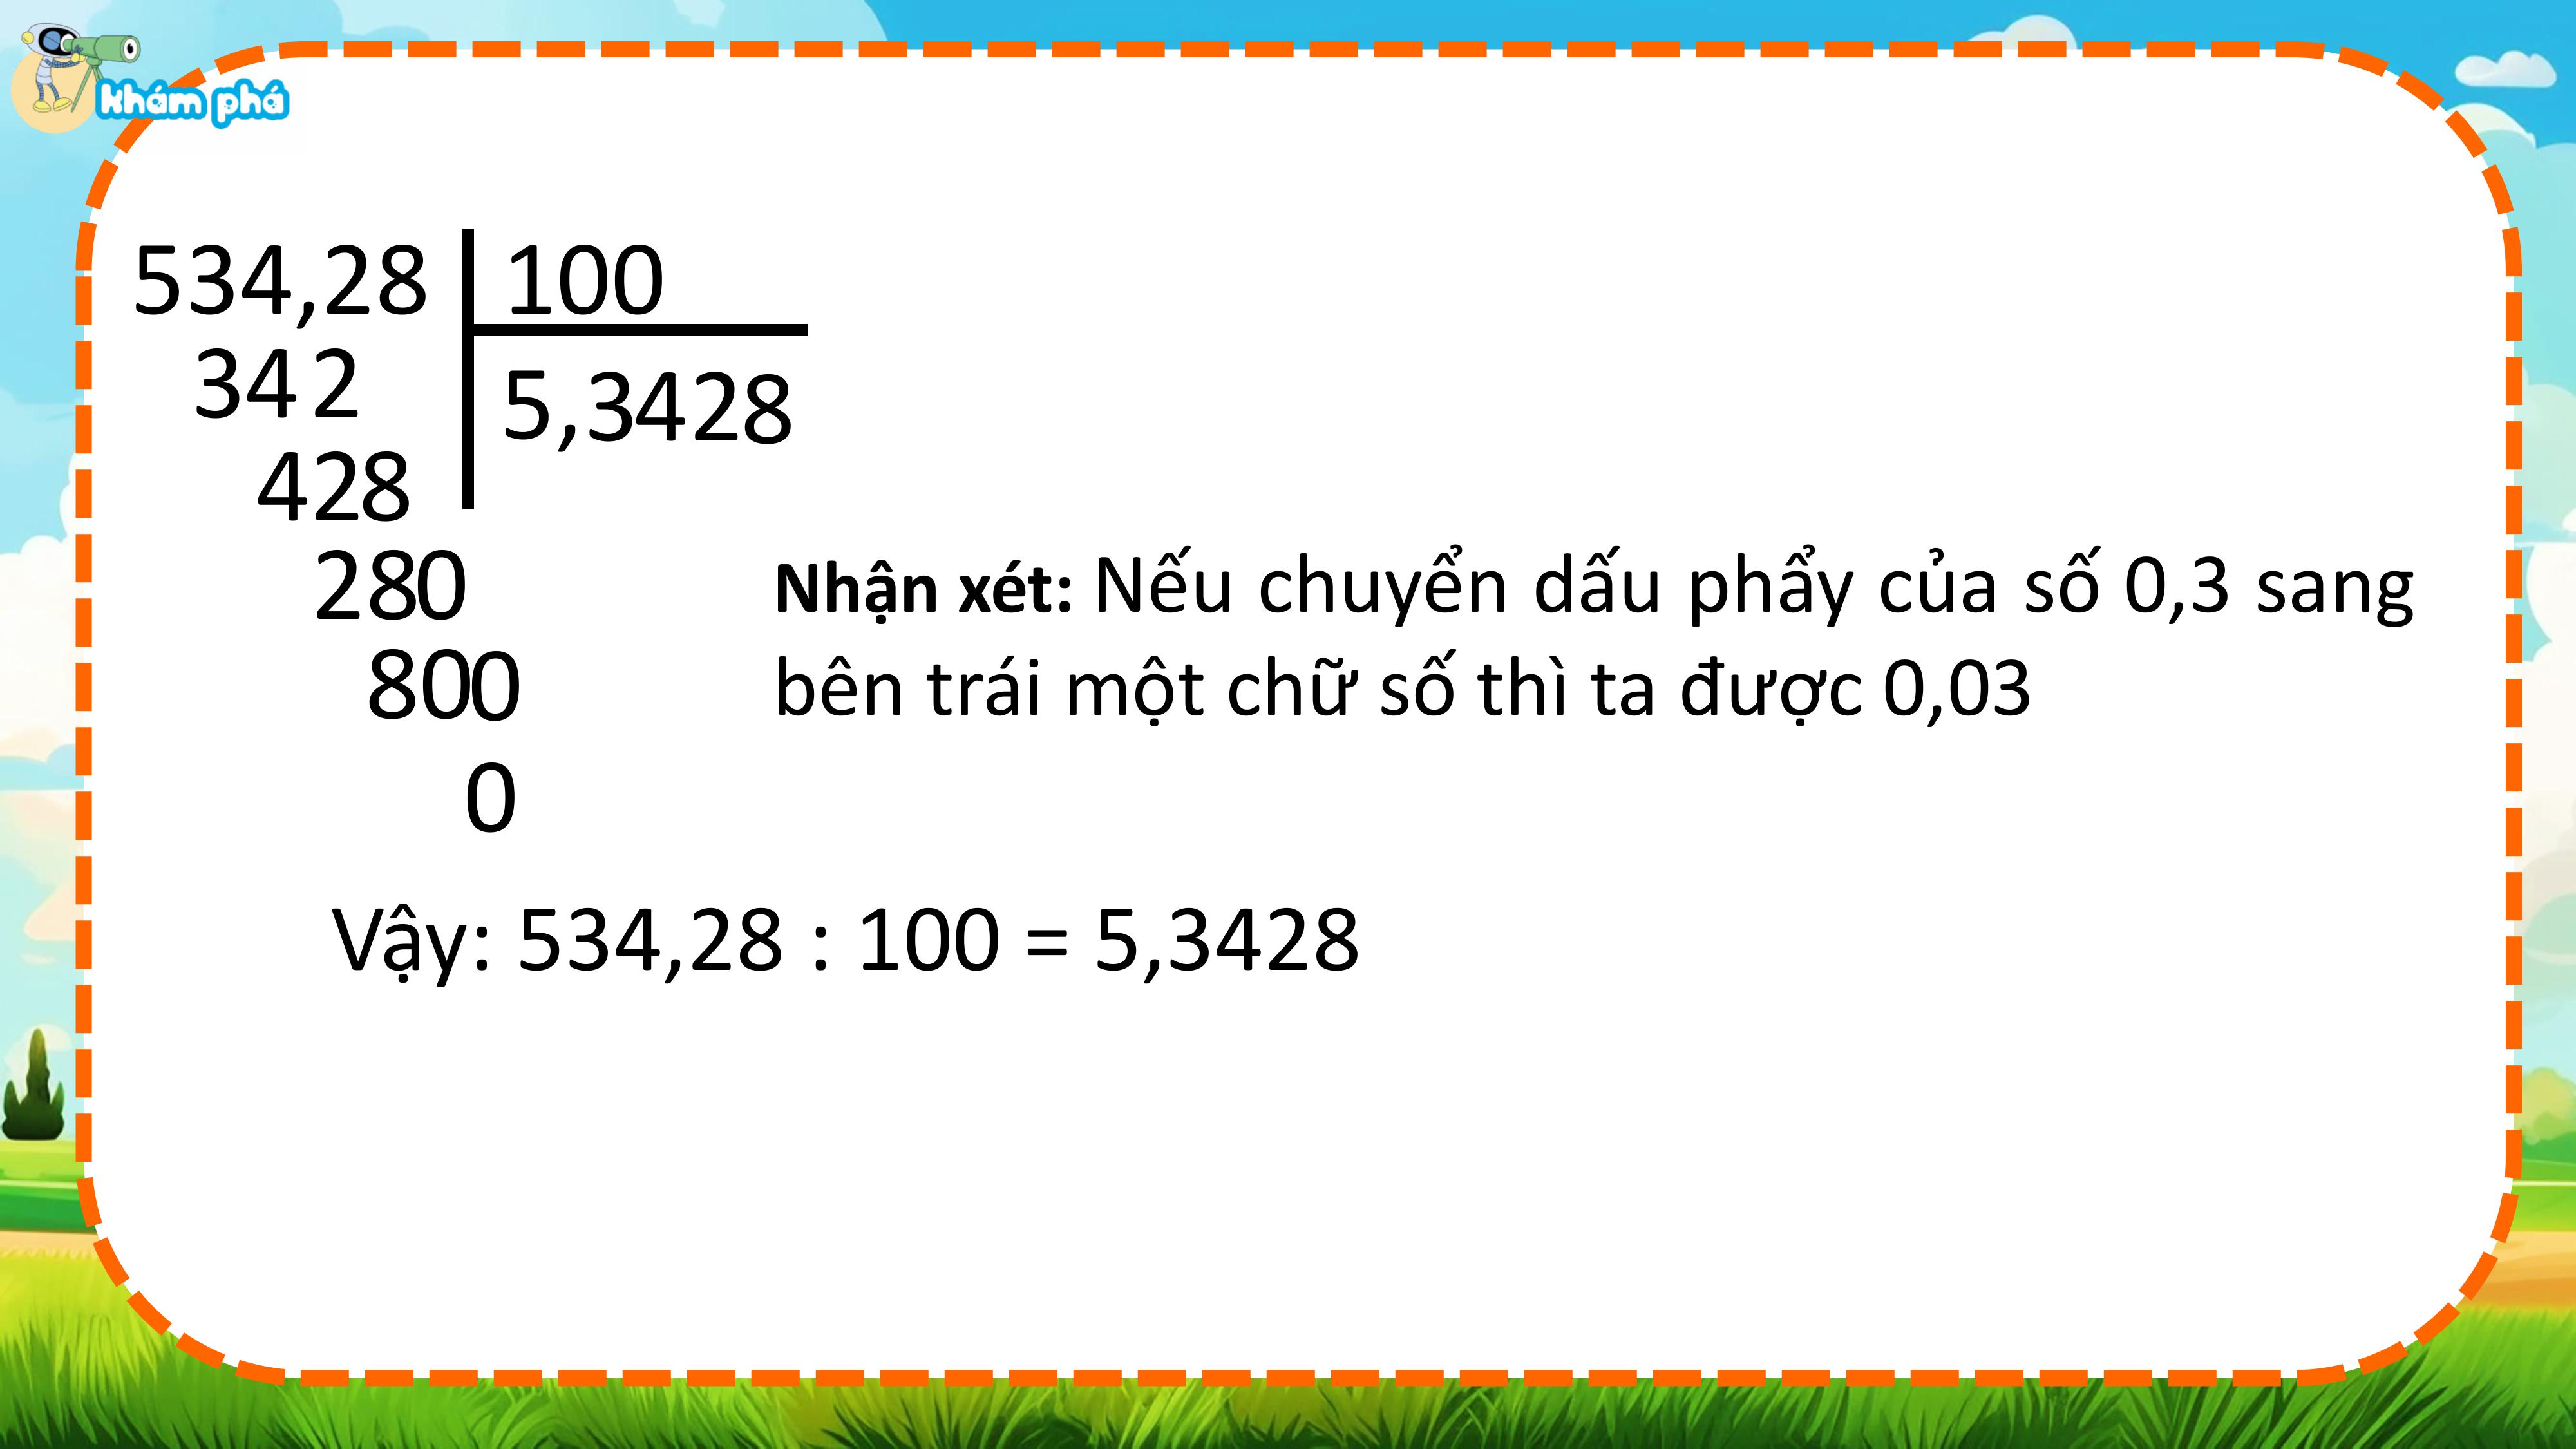 khám phá
534,28 100
34 2 5,3428
428
280
800
0
Nhận xét: Nếu chuyển dấu phẩy của số 0,3 sang
bên trái một chữ số thì ta được 0,03
Vậy: 534,28 : 100 = 5,3428